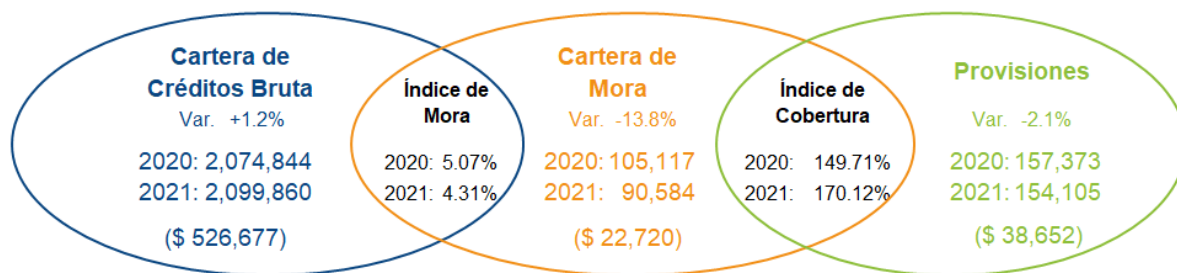 Cartera de
Créditos Bruta
Var. +1.2%
2020: 2,074,844
2021: 2,099,860
($ 526,677)
Índice de
Mora
2020: 5.07%
2021: 4.31%
Cartera de
Mora
Var. -13.8%
2020: 105,117
2021: 90,584
($ 22,720)
Índice de
Cobertura
2020: 149.71%
2021: 170.12%
Provisiones
Var. -2.1%
2020: 157,373
2021: 154,105
($ 38,652)